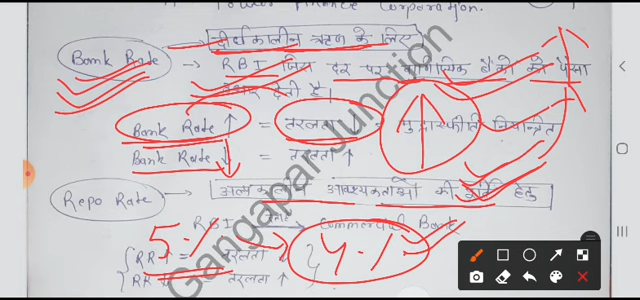 Power Finance Corporation.
दीर्घकालीन ऋण के लिए
Bank Rate → RBI जिस दर पर वाणिज्यिक बैंको को पैसा
उधार देती है।
Bank Rate ↑ = तरलता ↓ मुद्रास्फीति नियन्त्रित
Bank Rate ↓ = तरलता ↑
Repo Rate → अल्पकालीन आवश्यकताओं की पूर्ति हेतु
RBI → Commercial Bank
5% 4%
RR = तरलता
RR तरलता ↑
Gangapar Junction